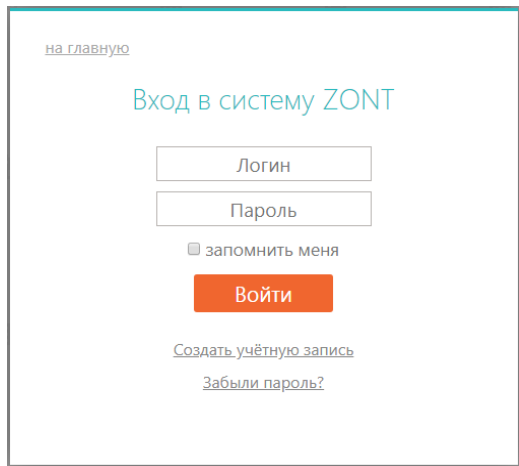 на главную
Вход в систему ZONT
Логин
Пароль
запомнить меня
Войти
Создать учётную запись
Забыли пароль?